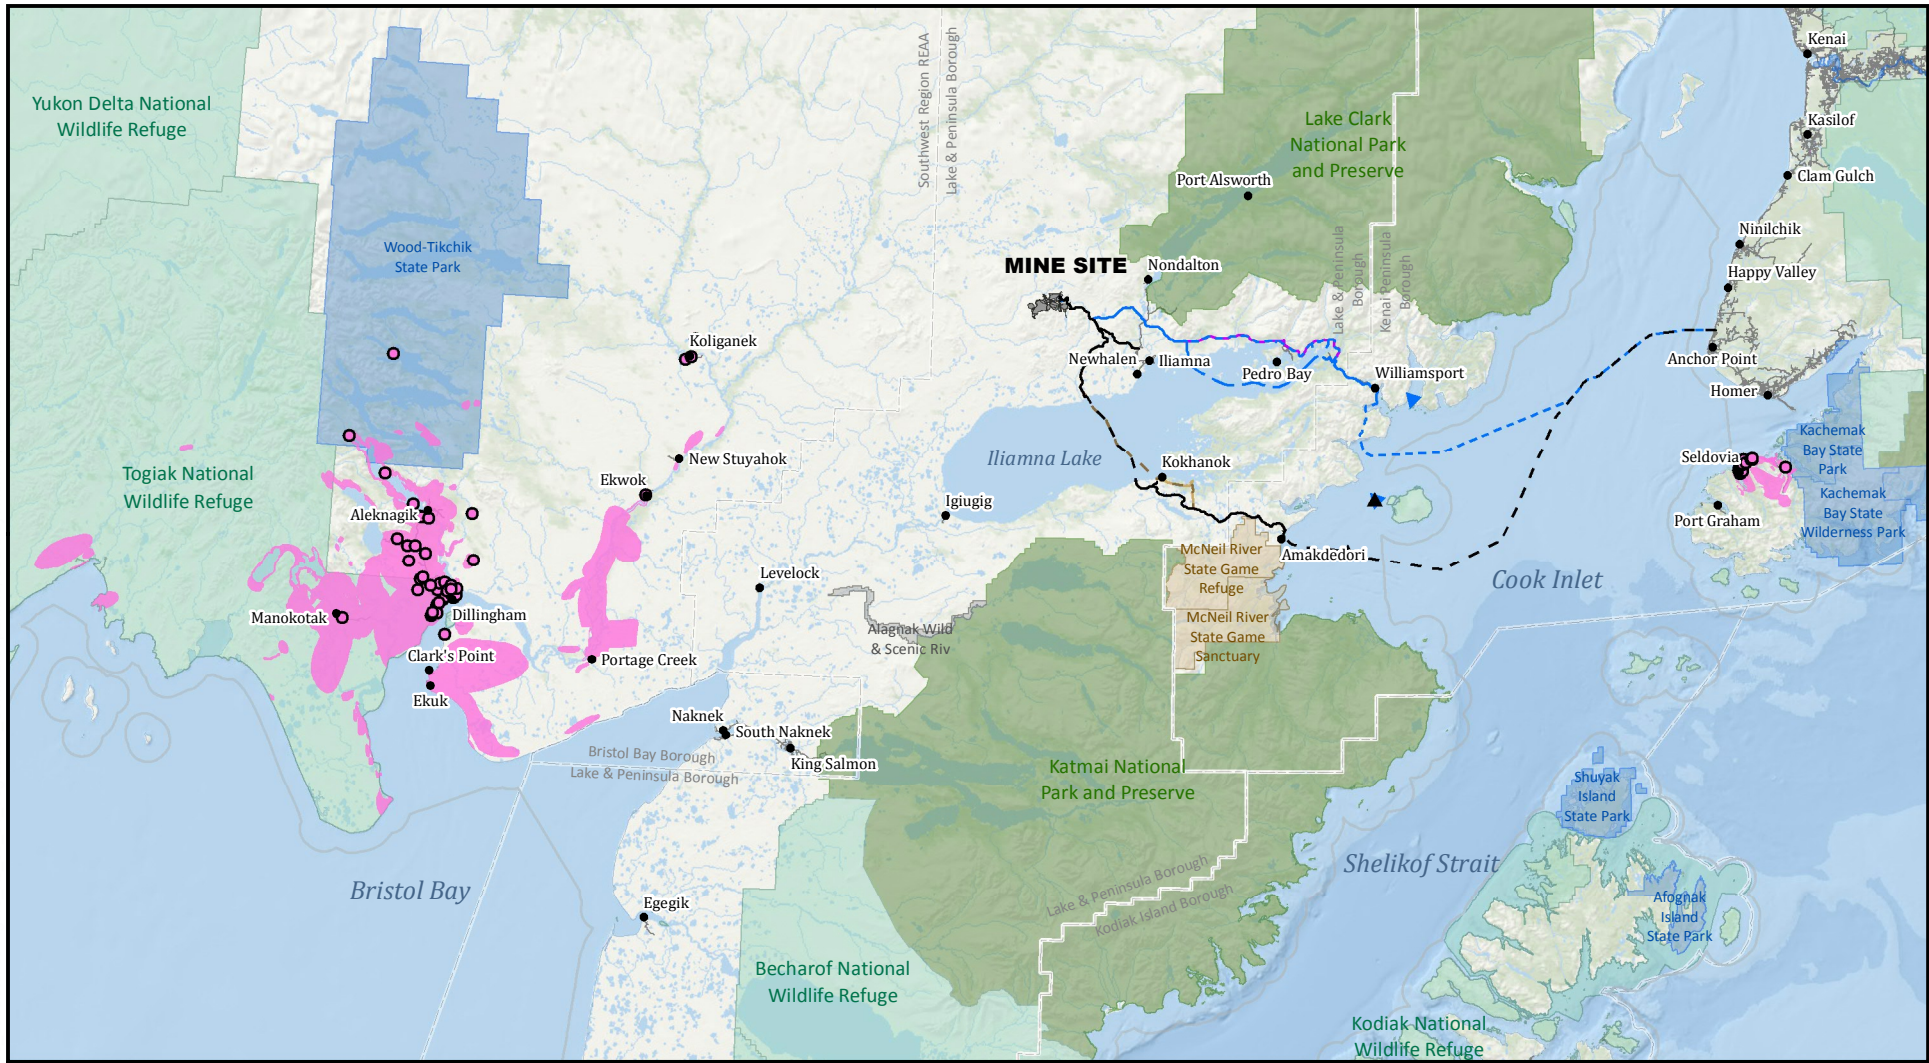 Kenai
Yukon Delta National
Wildlife Refuge
Southwest Region REAA
Lake & Peninsula Borough
Lake Clark
National Park
and Preserve
Kasilof
Clam Gulch
Port Alsworth
Wood-Tikchik
State Park
Ninilchik
MINE SITE
Nondalton
Lake & Peninsula
Borough
Kenai Peninsula
Borough
Happy Valley
Koliganek
Newhalen
Iliamna
Pedro Bay
Williamsport
Anchor Point
Homer
Kachemak
Bay State
Park
Togiak National
Wildlife Refuge
New Stuyahok
Iliamna Lake
Kokhanok
Seldovia
Ekwok
Igiugig
Kachemak
Bay State
Wilderness Park
Port Graham
Aleknagik
McNeil River
State Game
Refuge
Amakdedori
Cook Inlet
Levelock
Manokotak
Dillingham
Alagnak Wild
& Scenic Riv
McNeil River
State Game
Sanctuary
Clark's Point
Portage Creek
Ekuk
Naknek
South Naknek
King Salmon
Bristol Bay Borough
Lake & Peninsula Borough
Katmai National
Park and Preserve
Shuyak
Island
State Park
Shelikof Strait
Bristol Bay
Lake & Peninsula Borough
Kodiak Island Borough
Egegik
Afognak
Island
State Park
Becharof National
Wildlife Refuge
Kodiak National
Wildlife Refuge